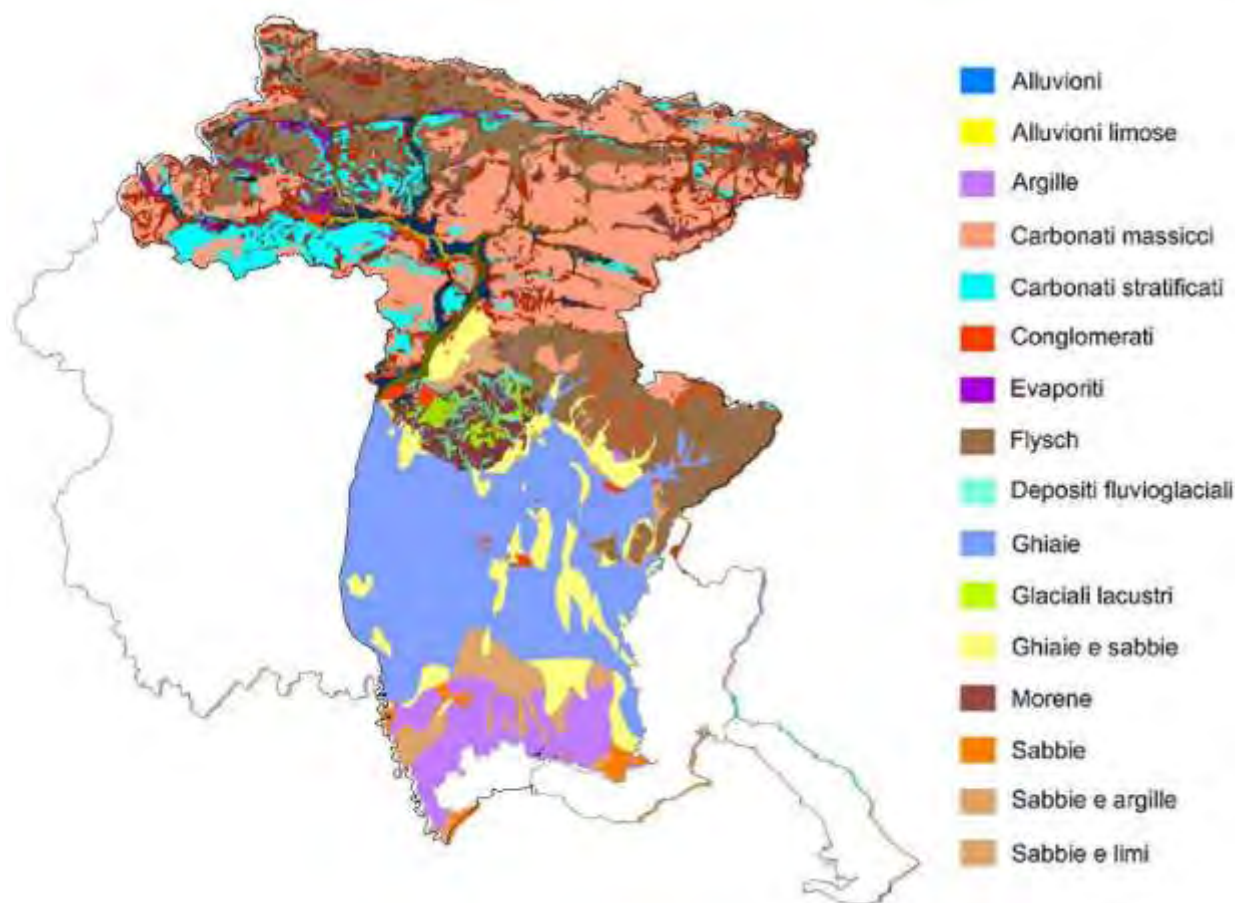 Alluvioni
Alluvioni limose
Argille
Carbonati massicci
Carbonati stratificati
Conglomerati
Evaporiti
Flysch
Depositi fluvioglaciali
Ghiaie
Glaciali lacustri
Ghiaie e sabbie
Morene
Sabbie
Sabbie e argille
Sabbie e limi